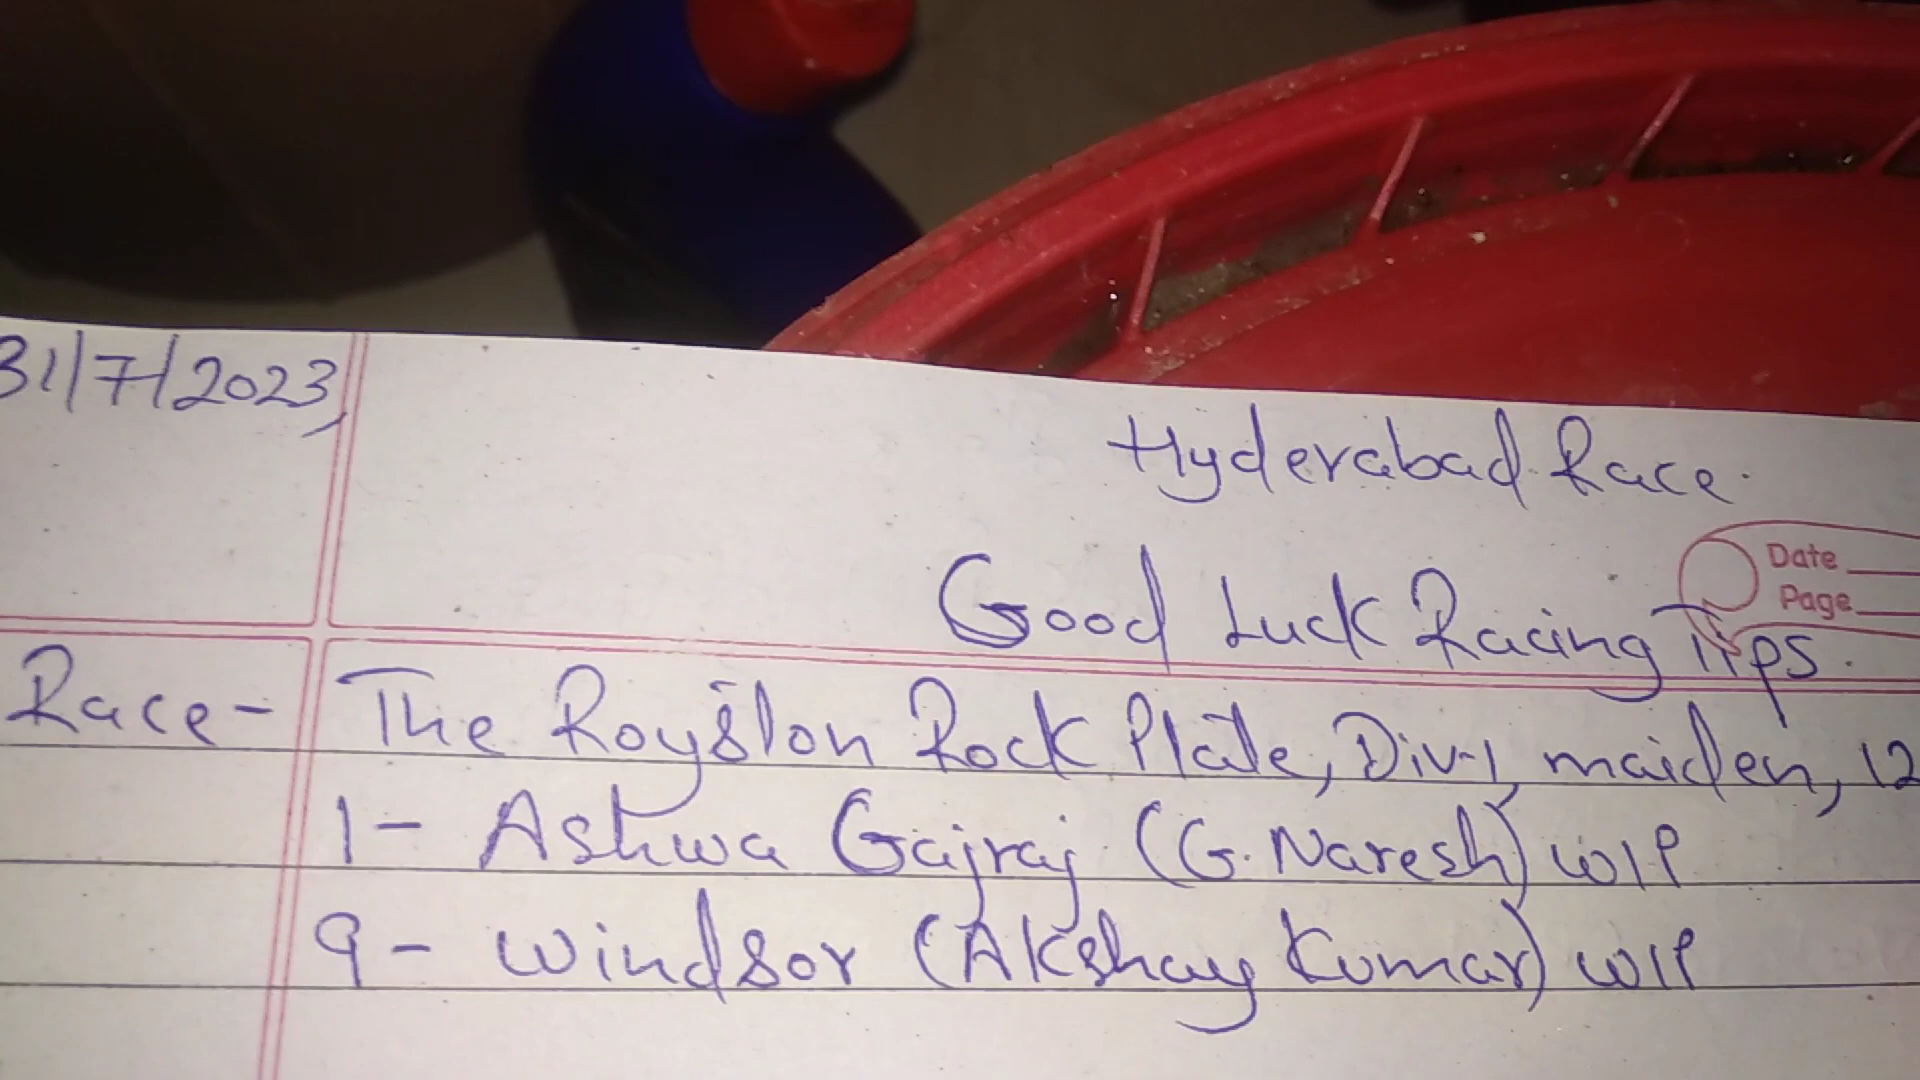 31/7/2023,
Hyderabad Race.
Date
Page
Good Luck Racing Tips.
Race- The Royston Rock Plate, Div-1, maiden, 12
1- Ashwa Gajraj (G. Naresh) W/P
9- Windsor (Akshay Kumar) W/P